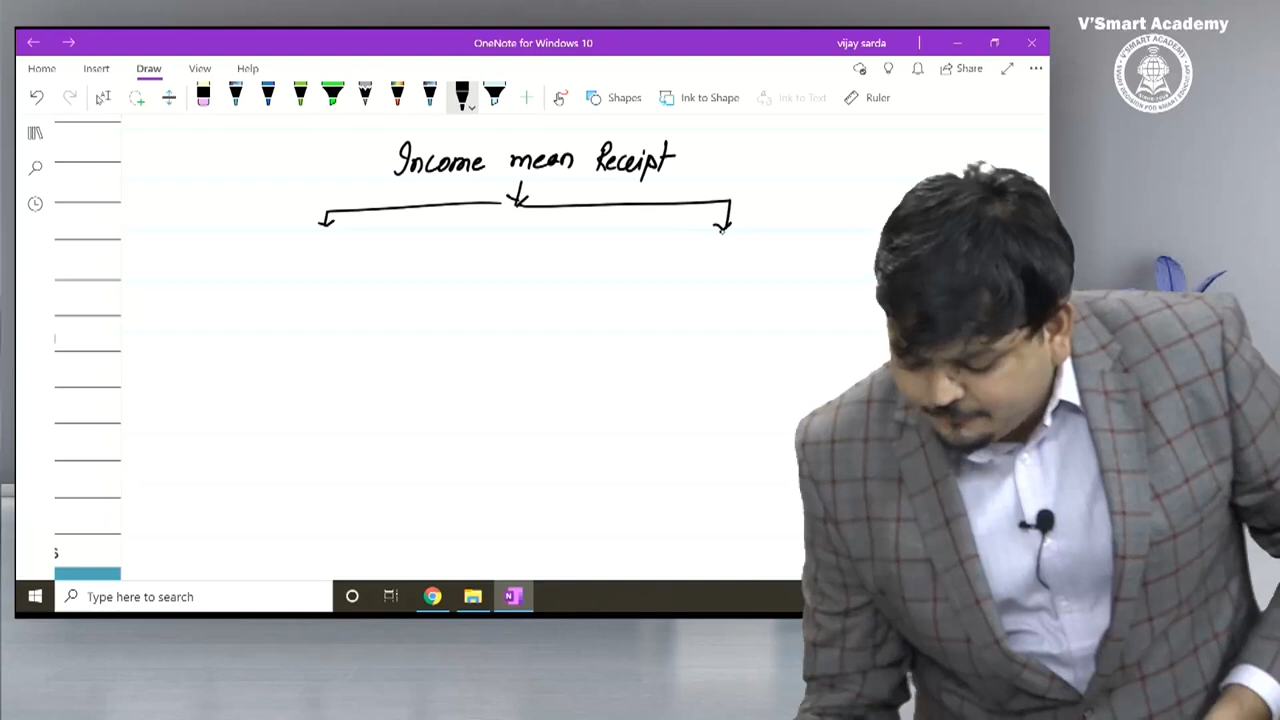 V'Smart Academy
OneNote for Windows 10
vijay sarda
Home Insert Draw View Help
Share
Shapes Ink to Shape Ink to Text Ruler
Income mean Receipt
s
Type here to search